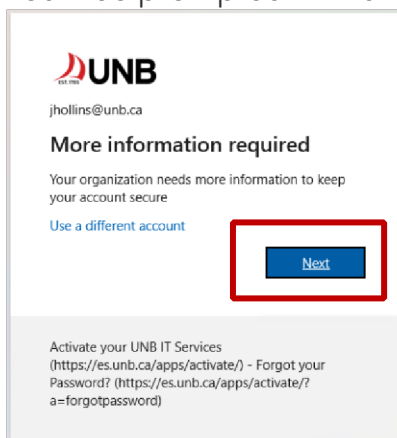 UNB
jhollins@unb.ca
More information required
Your organization needs more information to keep
your account secure
Use a different account
Next
Activate your UNB IT Services
(https://es.unb.ca/apps/activate/) - Forgot your
Password? (https://es.unb.ca/apps/activate/?
a=forgotpassword)